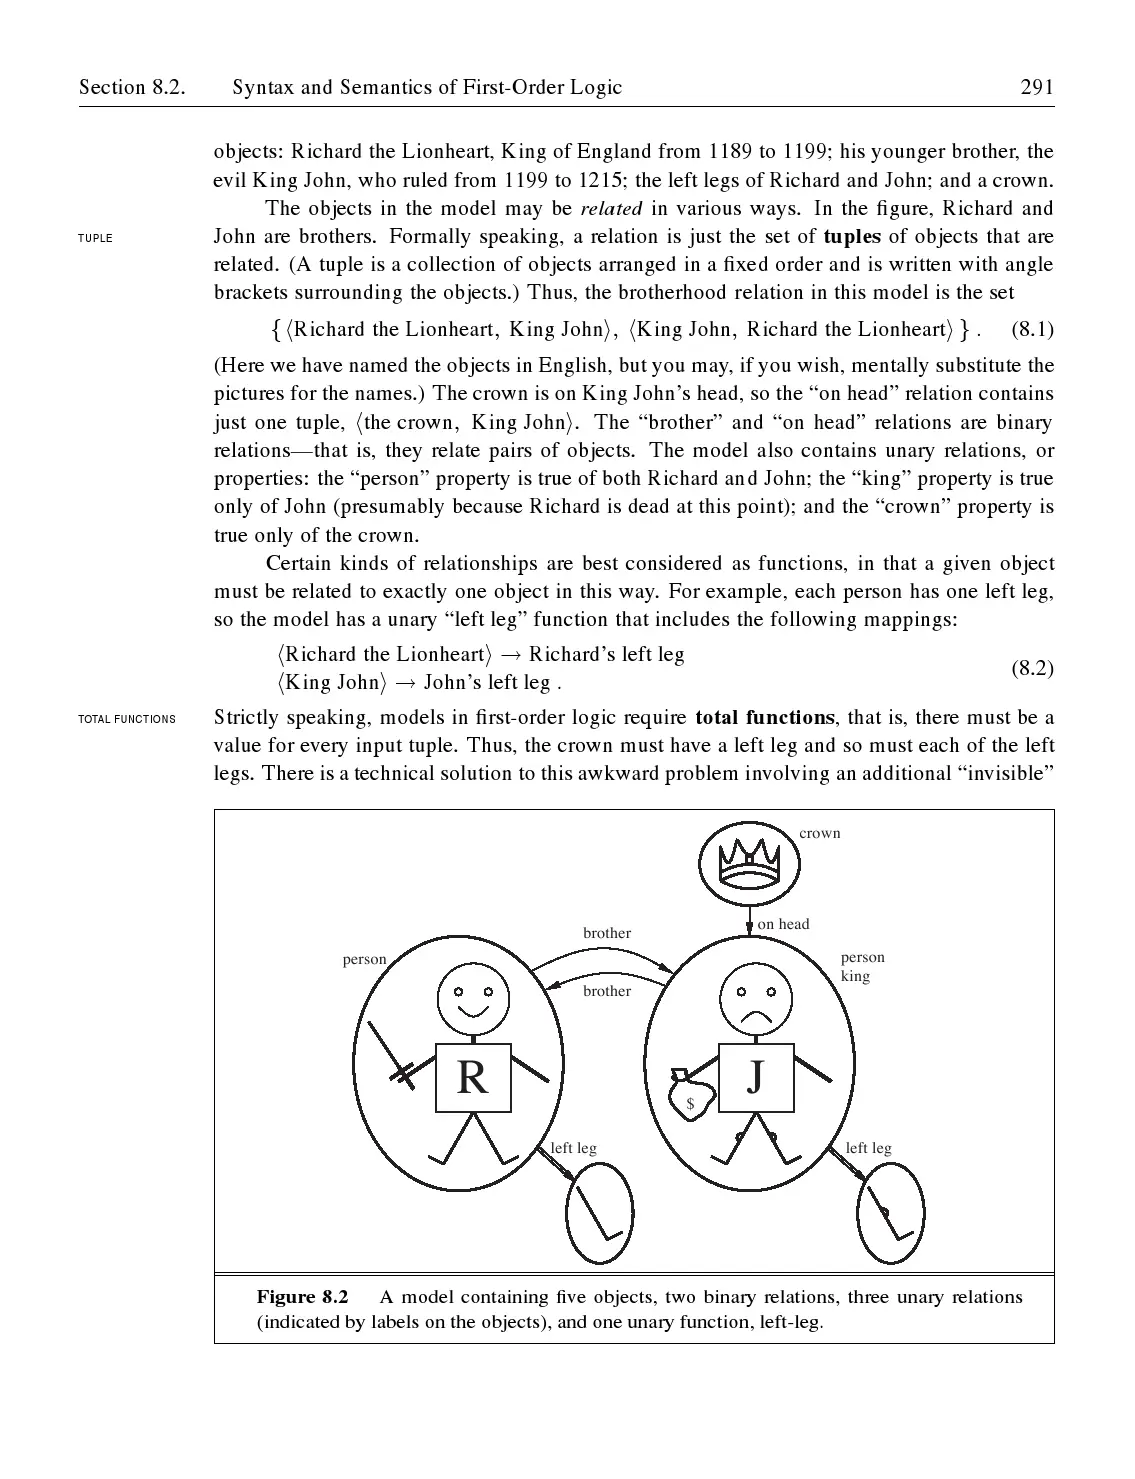 Section 8.2. Syntax and Semantics of First-Order Logic 291
objects: Richard the Lionheart, King of England from 1189 to 1199; his younger brother, the
evil King John, who ruled from 1199 to 1215; the left legs of Richard and John; and a crown.
The objects in the model may be related in various ways. In the figure, Richard and
TUPLE
John are brothers. Formally speaking, a relation is just the set of tuples of objects that are
related. (A tuple is a collection of objects arranged in a fixed order and is written with angle
brackets surrounding the objects.) Thus, the brotherhood relation in this model is the set
{ ⟨Richard the Lionheart, King John⟩, ⟨King John, Richard the Lionheart⟩ } . (8.1)
(Here we have named the objects in English, but you may, if you wish, mentally substitute the
pictures for the names.) The crown is on King John's head, so the “on head” relation contains
just one tuple, ⟨the crown, King John⟩. The “brother” and “on head” relations are binary
relations—that is, they relate pairs of objects. The model also contains unary relations, or
properties: the “person” property is true of both Richard and John; the “king” property is true
only of John (presumably because Richard is dead at this point); and the “crown” property is
true only of the crown.
Certain kinds of relationships are best considered as functions, in that a given object
must be related to exactly one object in this way. For example, each person has one left leg,
so the model has a unary “left leg” function that includes the following mappings:
⟨Richard the Lionheart⟩ → Richard's left leg
⟨King John⟩ → John's left leg .
(8.2)
TOTAL FUNCTIONS
Strictly speaking, models in first-order logic require total functions, that is, there must be a
value for every input tuple. Thus, the crown must have a left leg and so must each of the left
legs. There is a technical solution to this awkward problem involving an additional “invisible”
crown
on head
brother
person
person
king
brother
R
J
$
left leg
left leg
Figure 8.2 A model containing five objects, two binary relations, three unary relations
(indicated by labels on the objects), and one unary function, left-leg.